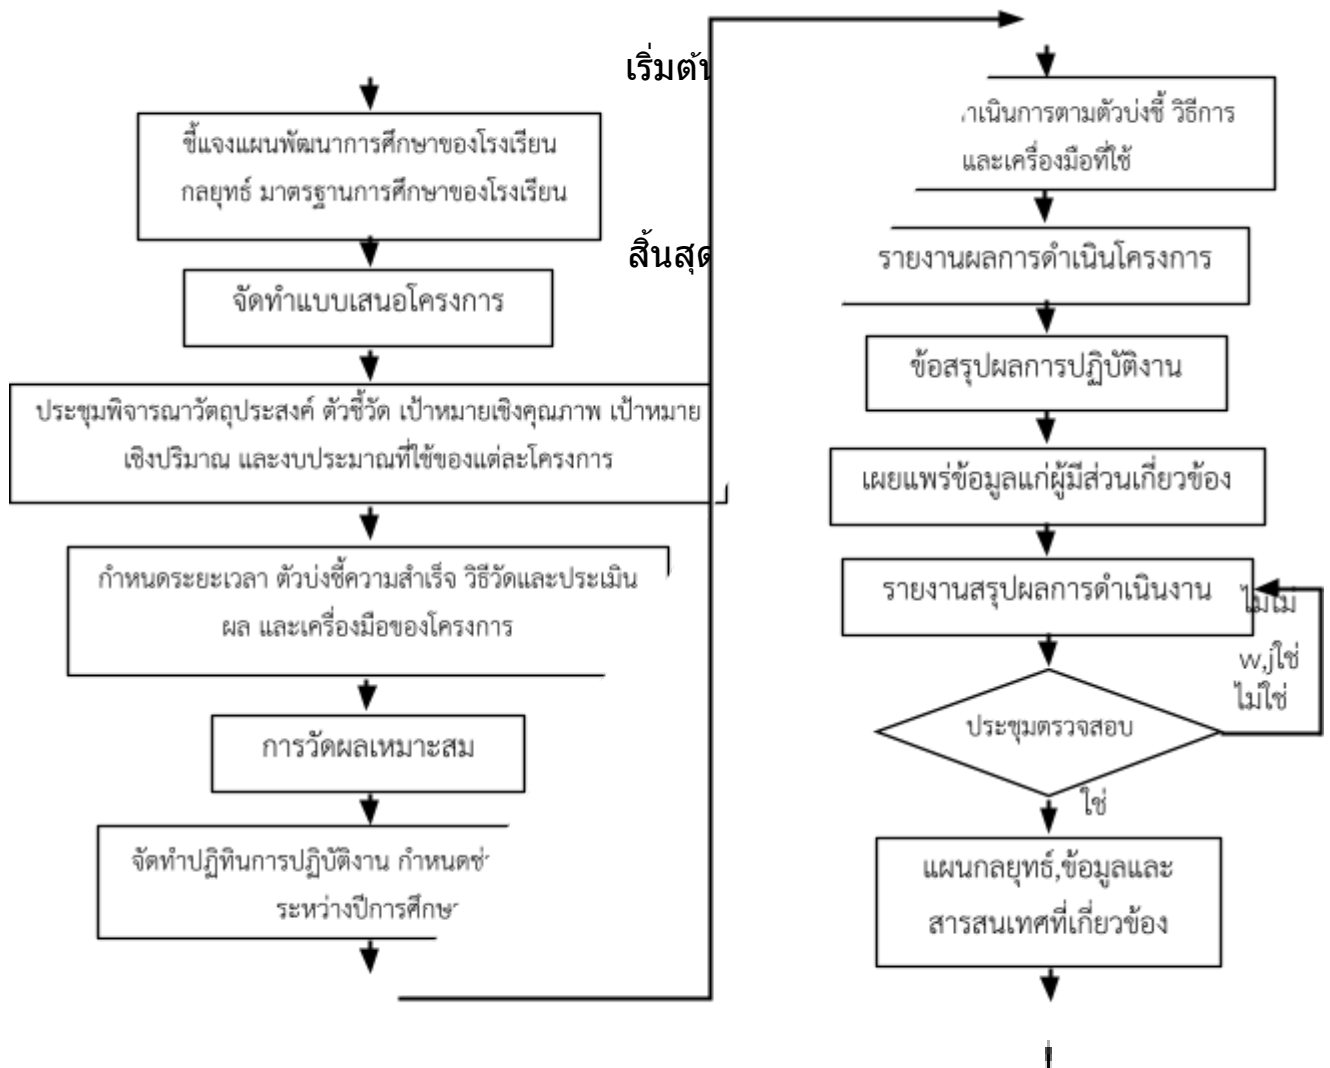 เริ่มต้น
ชี้แจงแผนพัฒนาการศึกษาของโรงเรียน
กลยุทธ์ มาตรฐานการศึกษาของโรงเรียน
สิ้นสุด
จัดทำแบบเสนอโครงการ
ประชุมพิจารณาวัตถุประสงค์ ตัวชี้วัด เป้าหมายเชิงคุณภาพ เป้าหมาย
เชิงปริมาณ และงบประมาณที่ใช้ของแต่ละโครงการ
กำหนดระยะเวลา ตัวบ่งชี้ความสำเร็จ วิธีวัดและประเมิน
ผล และเครื่องมือของโครงการ
การวัดผลเหมาะสม
จัดทำปฏิทินการปฏิบัติงาน กำหนดช่
ระหว่างปีการศึกษ
าเนินการตามตัวบ่งชี้ วิธีการ
และเครื่องมือที่ใช้
รายงานผลการดำเนินโครงการ
ข้อสรุปผลการปฏิบัติงาน
เผยแพร่ข้อมูลแก่ผู้มีส่วนเกี่ยวข้อง
รายงานสรุปผลการดำเนินงาน
ไม่ไม่
w,jใช่
ไม่ใช่
ประชุมตรวจสอบ
ใช่
แผนกลยุทธ์,ข้อมูลและ
สารสนเทศที่เกี่ยวข้อง